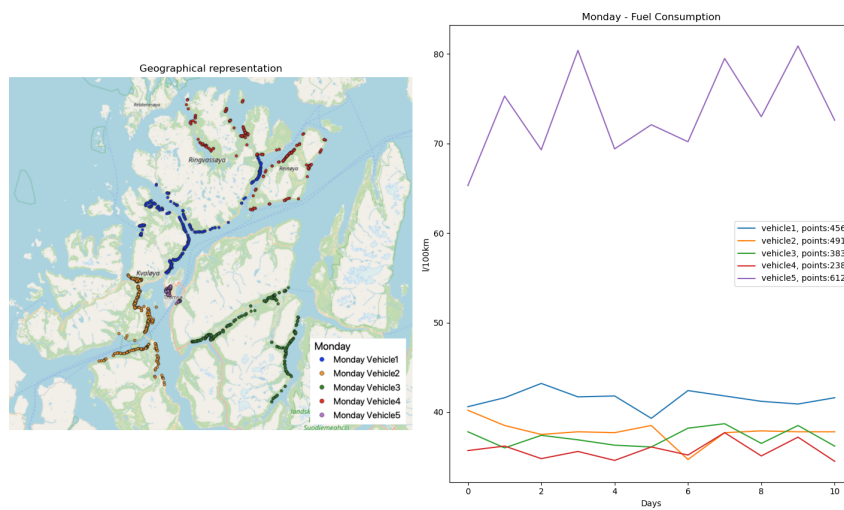 Geographical representation
Ringvassøya
Reinøya
Kvaløya
Tromsø
Monday
Monday Vehicle1
Monday Vehicle2
Monday Vehicle3
Monday Vehicle4
Monday Vehicle5
Monday - Fuel Consumption
80
70
60
50
40
l/100km
0
2
4
6
8
10
Days
vehicle1, points:456
vehicle2, points:491
vehicle3, points:383
vehicle4, points:238
vehicle5, points:612